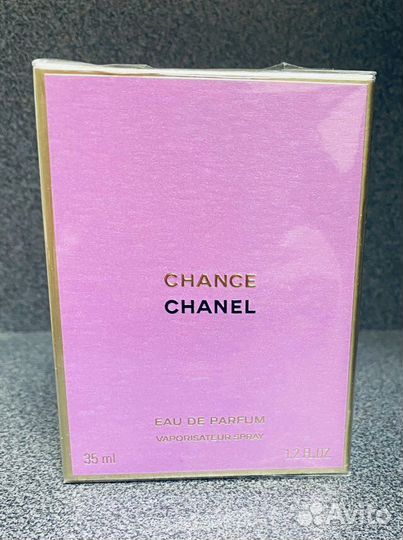 CHANCE
CHANEL
EAU DE PARFUM
VAPORISATEUR SPRAY
35 ml 1.2 FL.OZ
Avito